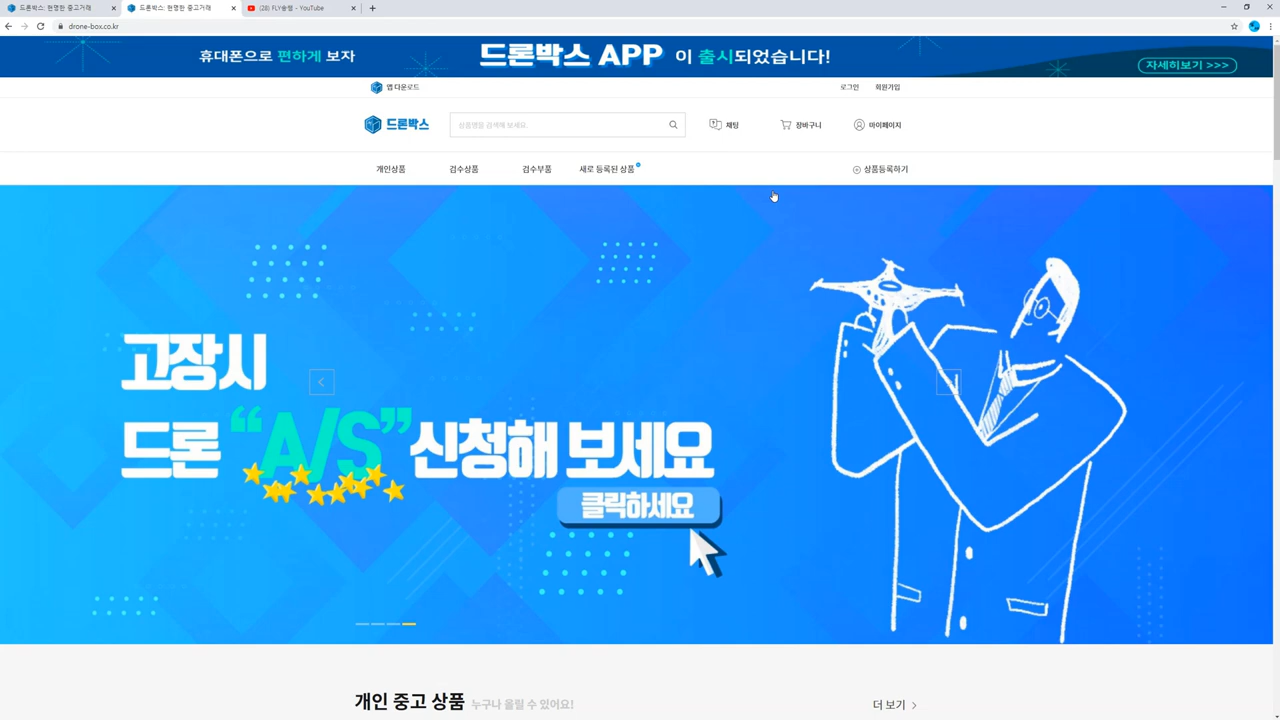 드론박스: 현명한 중고거래
드론박스: 현명한 중고거래
(28) FLY솔램 - YouTube
drone-box.co.kr
휴대폰으로 편하게 보자
드론박스 APP 이 출시되었습니다!
자세히보기 >>>
앱 다운로드
로그인
회원가입
드론박스
상품명을 검색해 보세요.
채팅
장바구니
마이페이지
개인상품
검수상품
검수부품
새로 등록된 상품
상품등록하기
고장시
드론 “A/S” 신청해 보세요
클릭하세요
개인 중고 상품 누구나 올릴 수 있어요!
더 보기 >